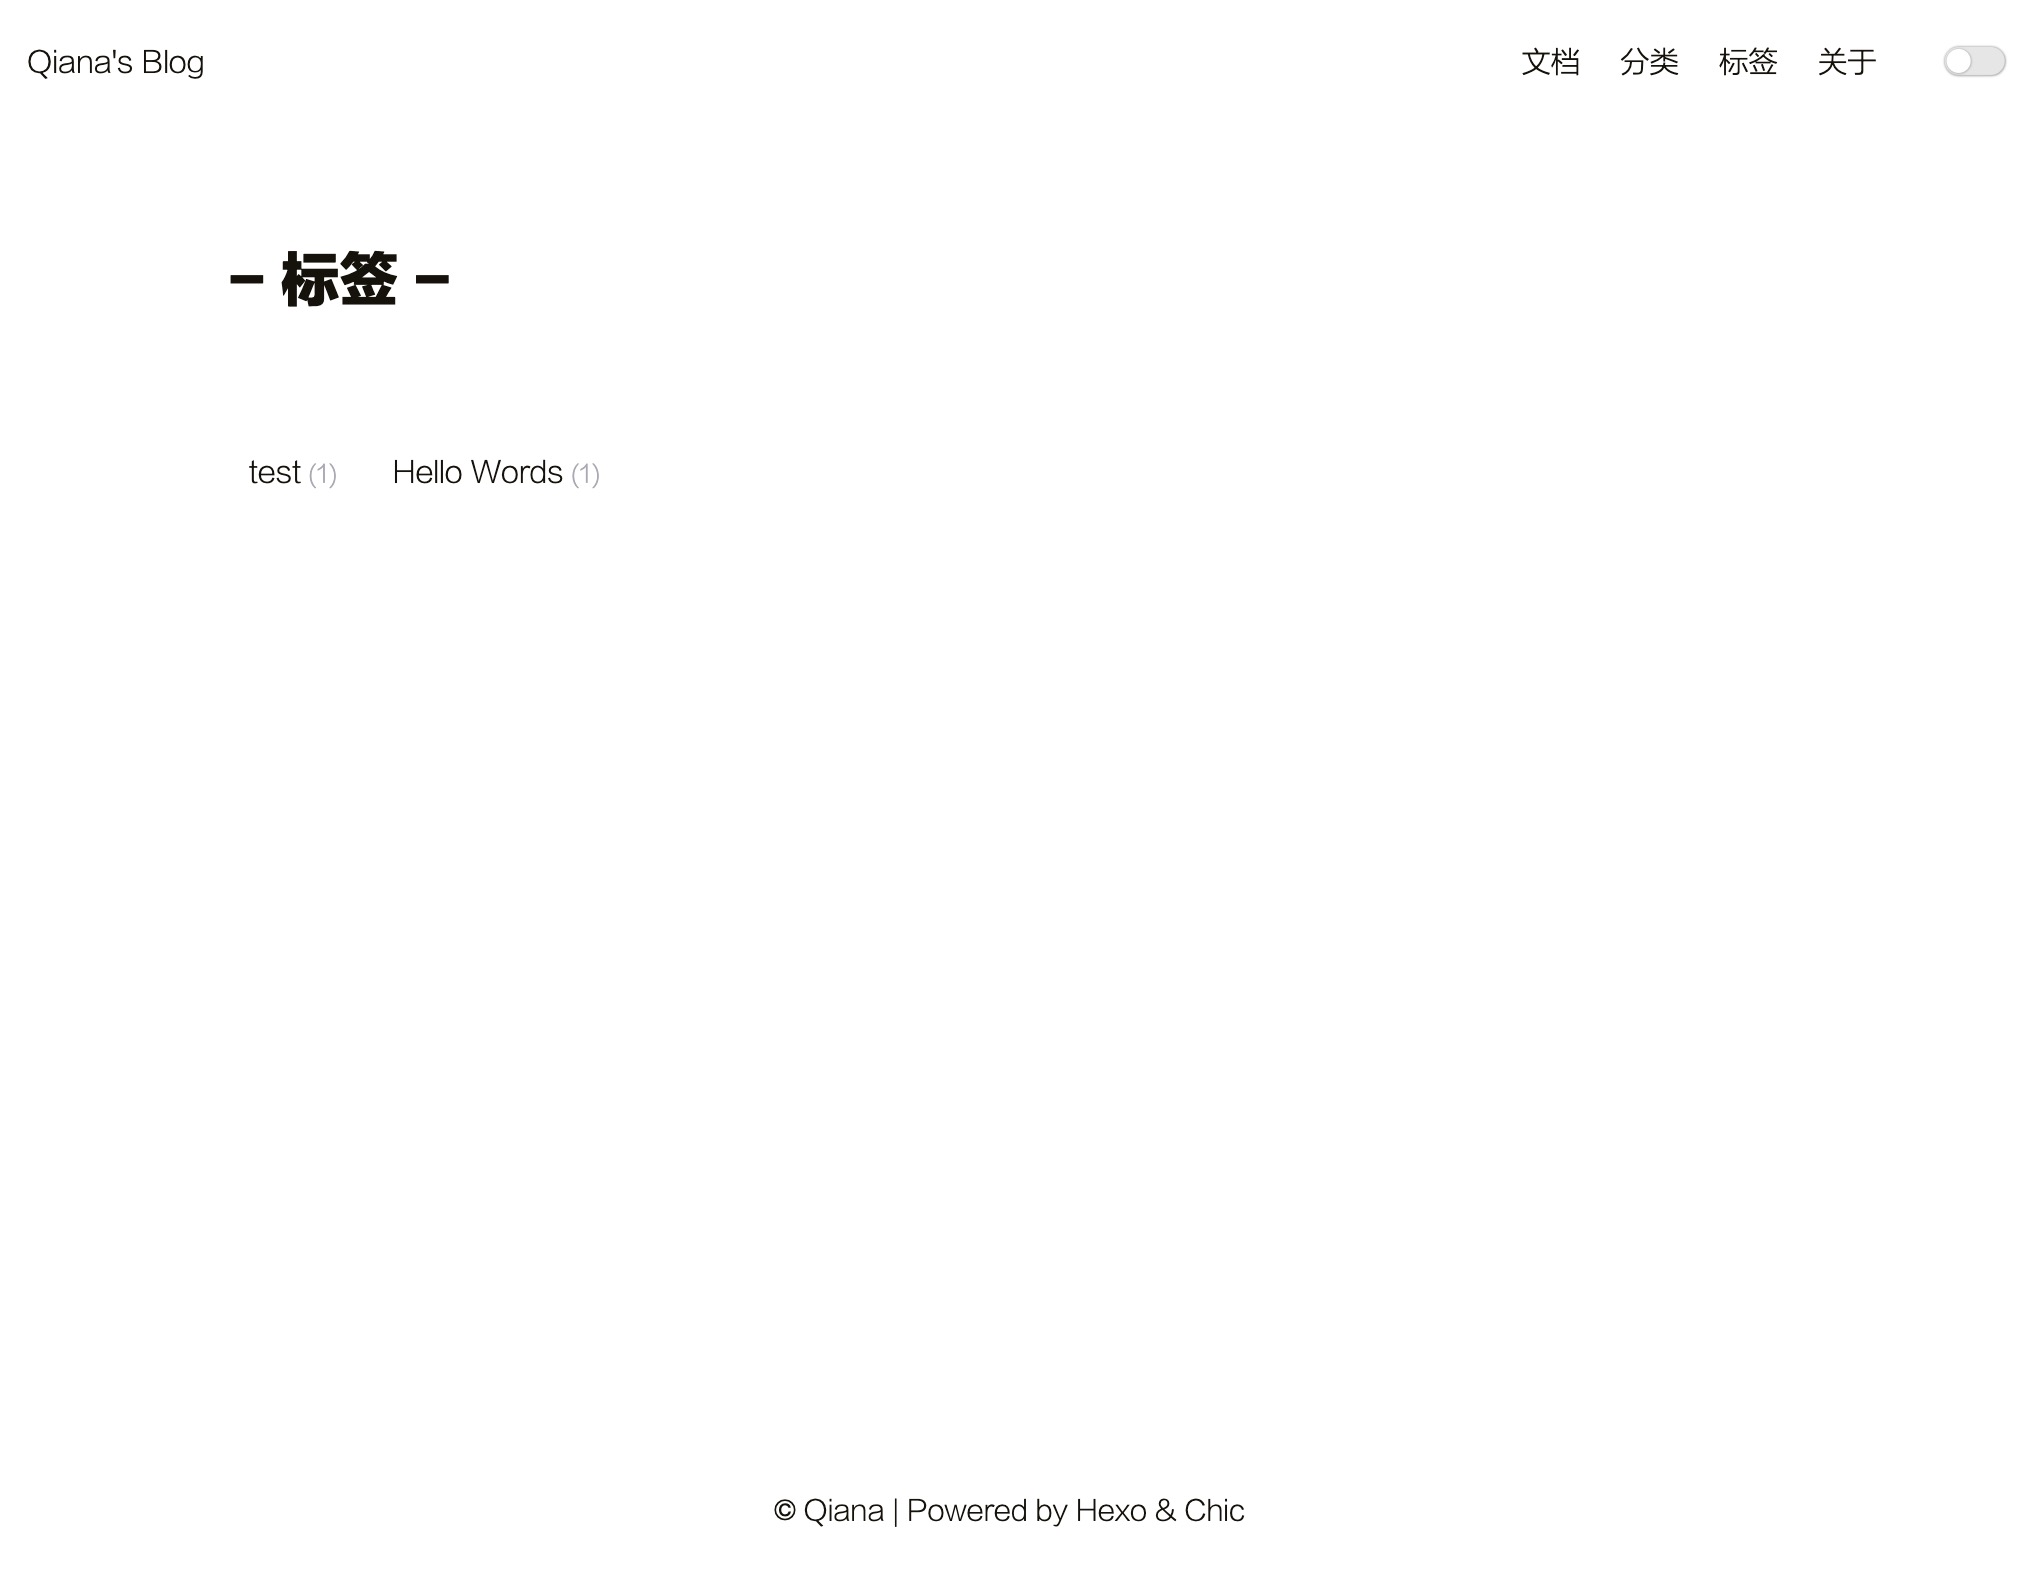 Qiana's Blog 文档 分类 标签 关于
- 标签 -
test (1) Hello Words (1)
© Qiana | Powered by Hexo & Chic